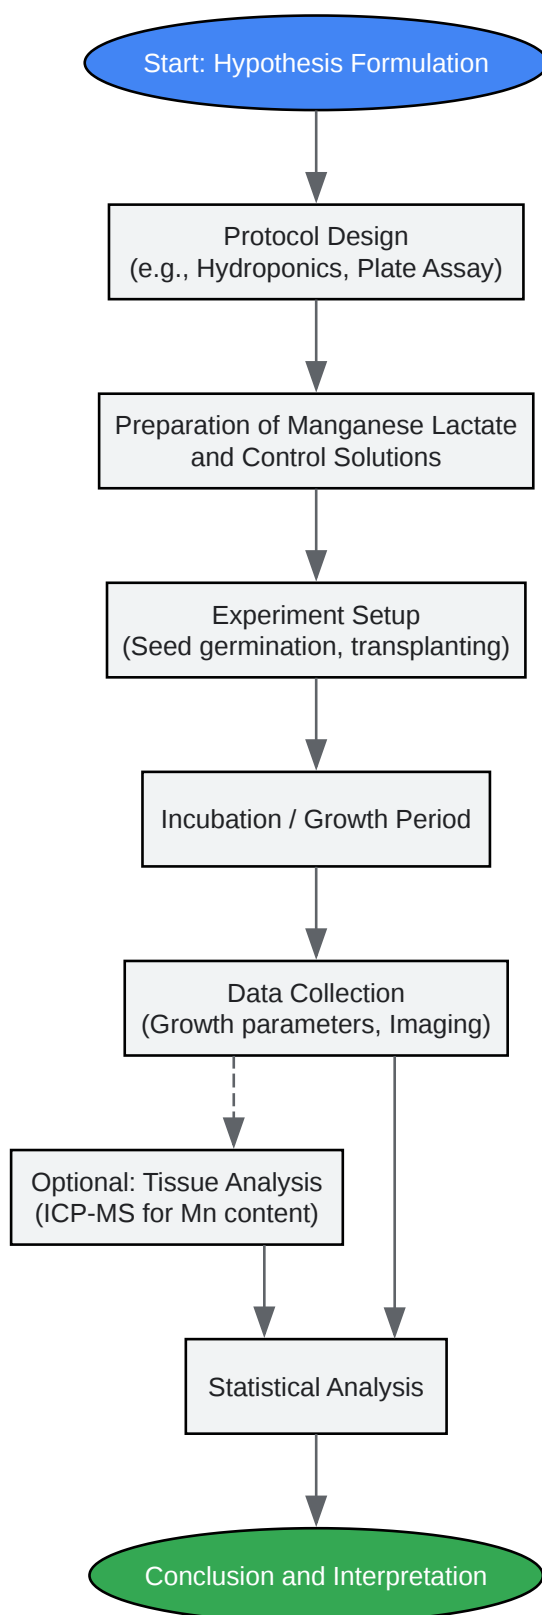 Start: Hypothesis Formulation
Protocol Design
(e.g., Hydroponics, Plate Assay)
Preparation of Manganese Lactate
and Control Solutions
Experiment Setup
(Seed germination, transplanting)
Incubation / Growth Period
Data Collection
(Growth parameters, Imaging)
Optional: Tissue Analysis
(ICP-MS for Mn content)
Statistical Analysis
Conclusion and Interpretation